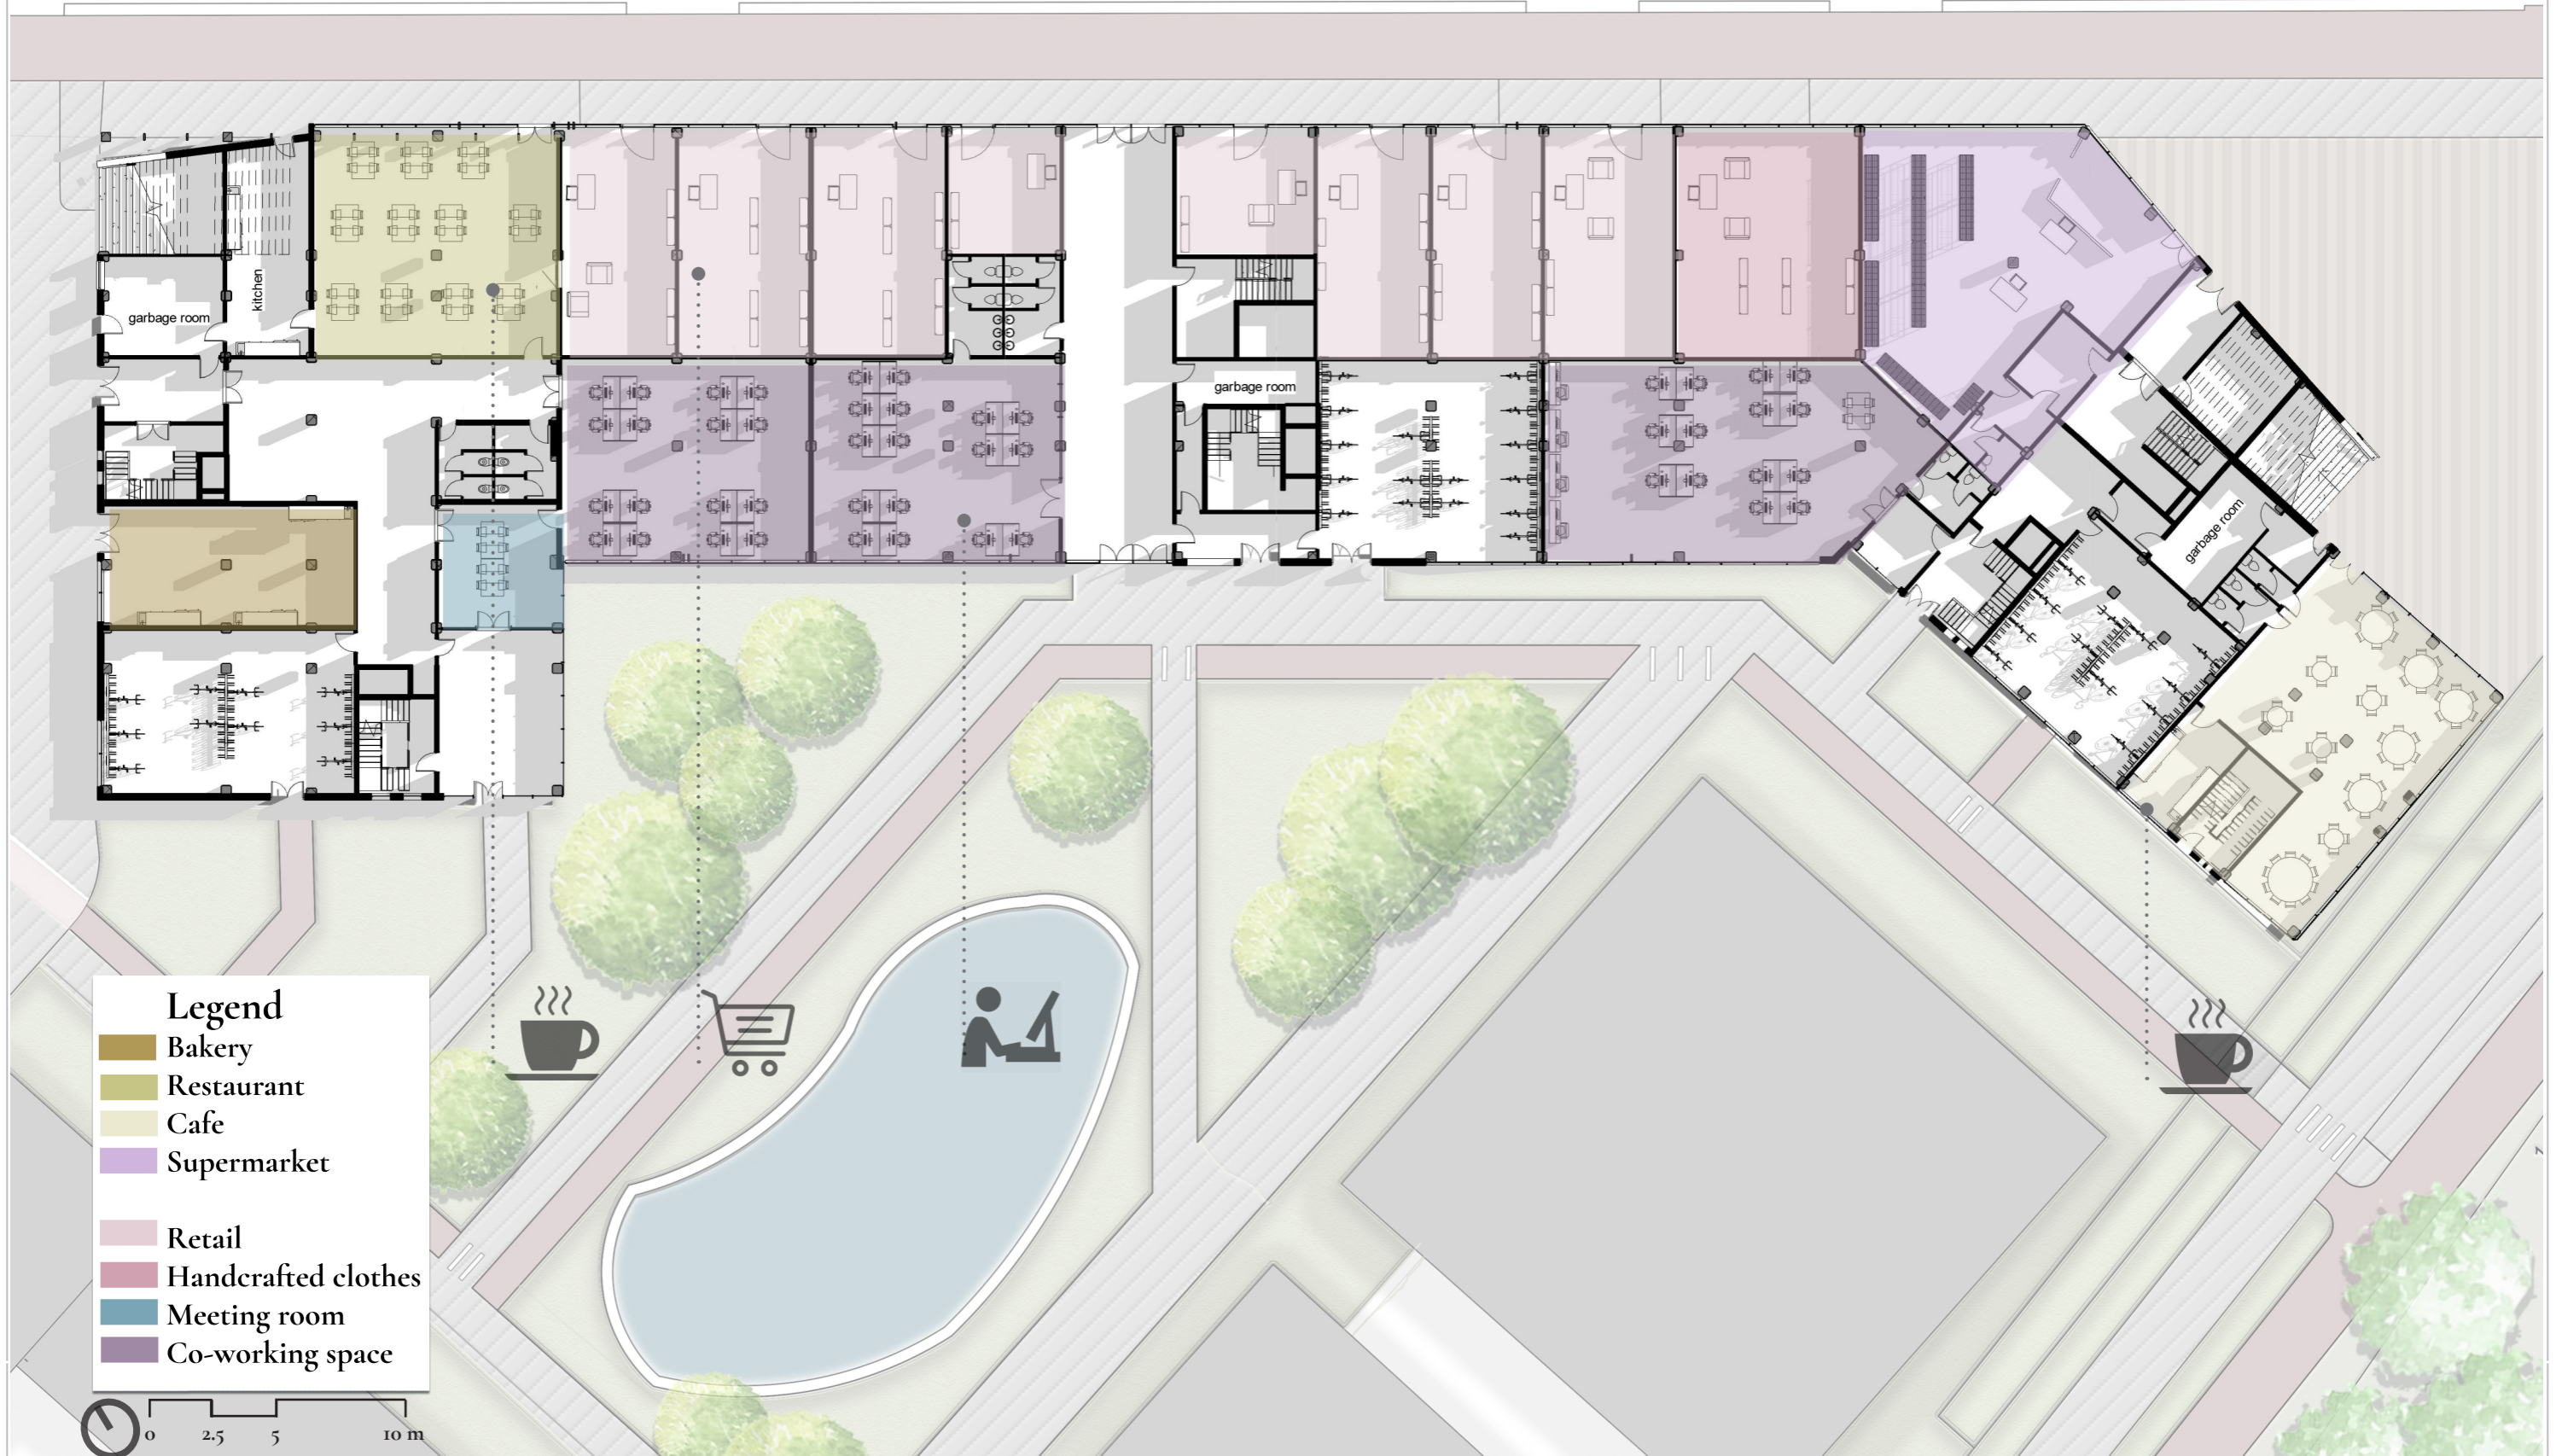 kitchen
garbage room
garbage room
garbage room
Legend
Bakery
Restaurant
Cafe
Supermarket
Retail
Handcrafted clothes
Meeting room
Co-working space
0 2.5 5 10 m